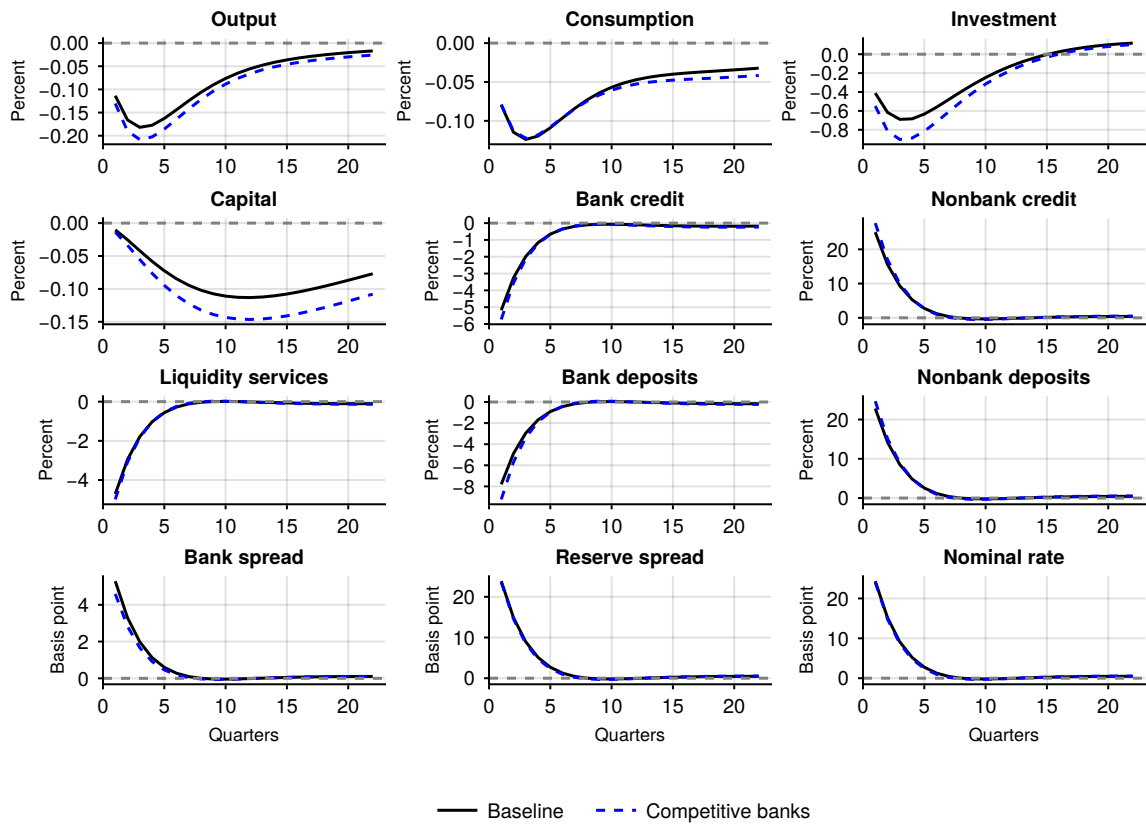 Output
Consumption
Investment
Percent
0.00
−0.05
−0.10
−0.15
−0.20
0 5 10 15 20
Percent
0.00
−0.05
−0.10
0 5 10 15 20
Percent
0.0
−0.2
−0.4
−0.6
−0.8
0 5 10 15 20
Capital
Bank credit
Nonbank credit
Percent
0.00
−0.05
−0.10
−0.15
0 5 10 15 20
Percent
0
−1
−2
−3
−4
−5
−6
0 5 10 15 20
Percent
20
10
0
0 5 10 15 20
Liquidity services
Bank deposits
Nonbank deposits
Percent
0
−2
−4
0 5 10 15 20
Percent
0
−2
−4
−6
−8
0 5 10 15 20
Percent
20
10
0
0 5 10 15 20
Bank spread
Reserve spread
Nominal rate
Basis point
4
2
0
0 5 10 15 20
Quarters
Basis point
20
10
0
0 5 10 15 20
Quarters
Basis point
20
10
0
0 5 10 15 20
Quarters
Baseline
Competitive banks